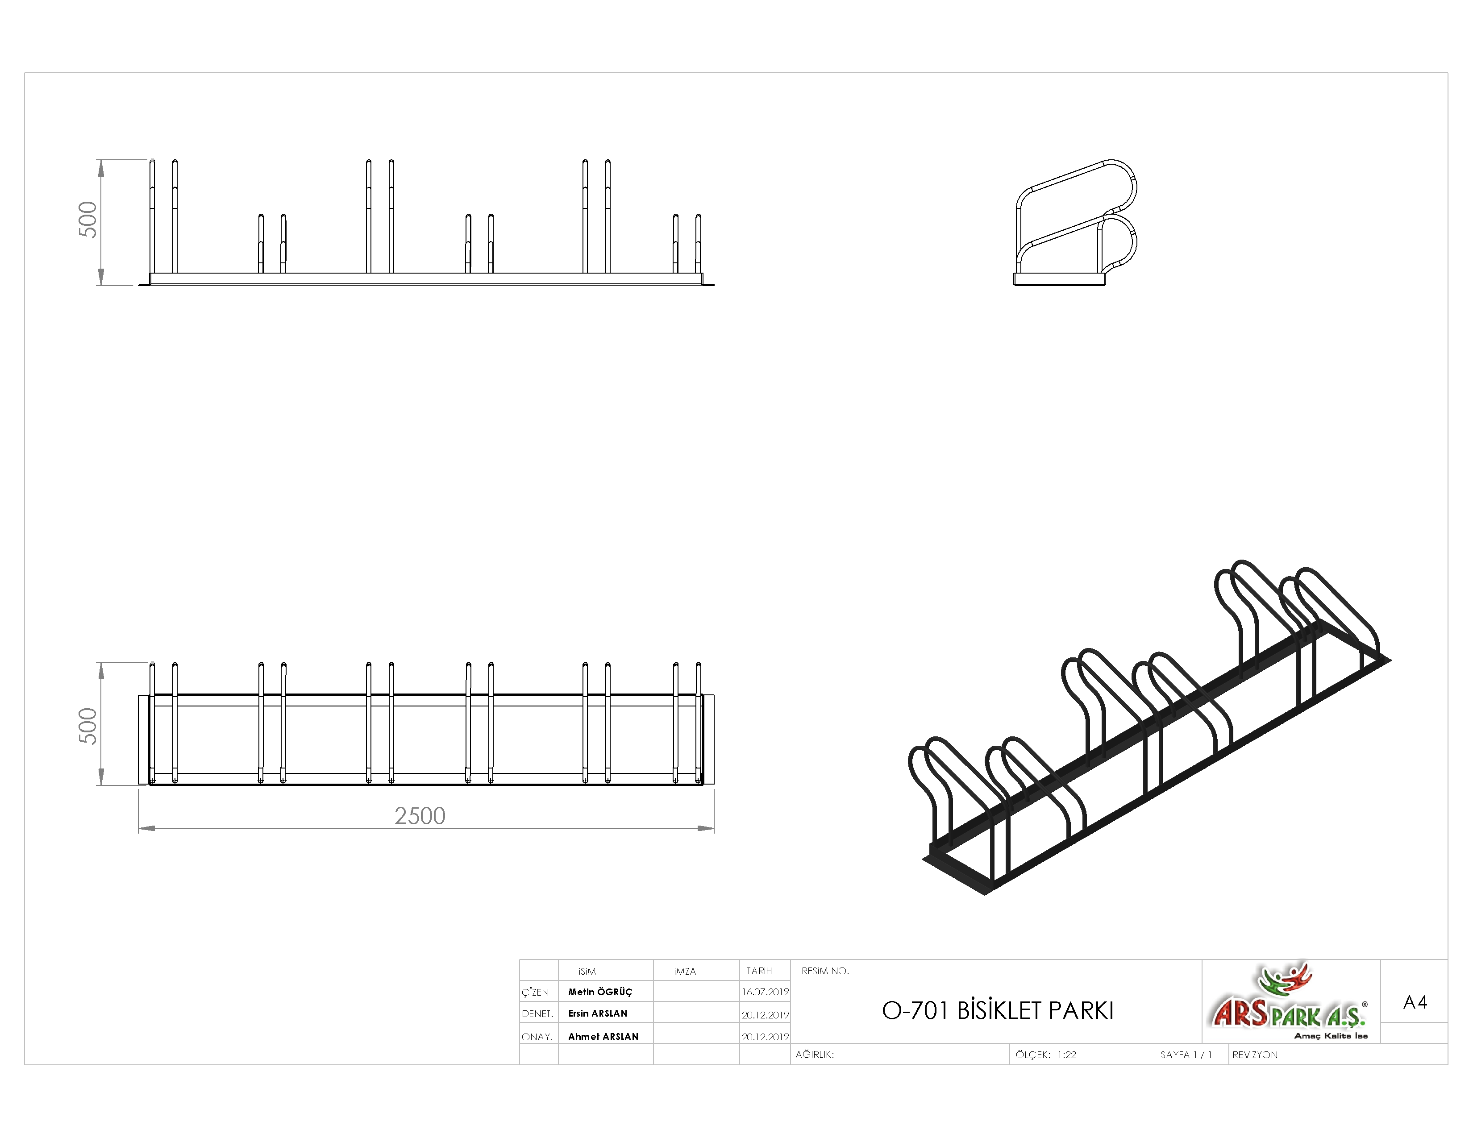 500
500
2500
İSİM
İMZA
TARİH
RESİM NO.
ÇİZEN.
Metin ÖGRÜÇ
16.07.2019
DENET.
Ersin ARSLAN
20.12.2019
ONAY.
Ahmet ARSLAN
20.12.2019
O-701 BİSİKLET PARKI
ARSPARK A.Ş.®
Amaç Kalite İse
A4
AĞIRLIK:
ÖLÇEK: 1:22
SAYFA 1 / 1
REVİZYON